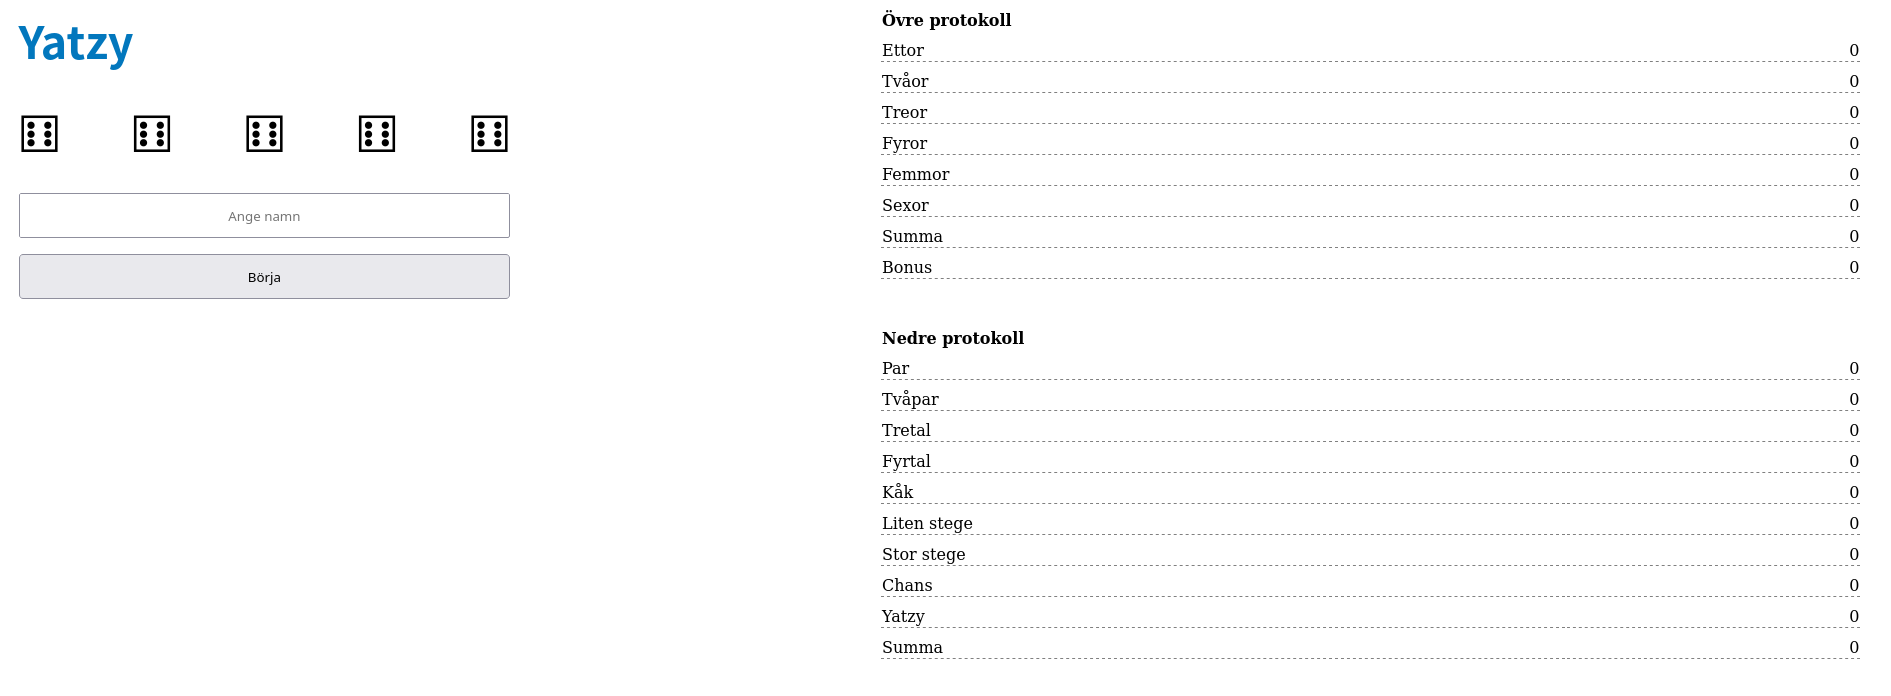 Yatzy
Ange namn
Börja
Övre protokoll
Ettor 0
Tvåor 0
Treor 0
Fyror 0
Femmor 0
Sexor 0
Summa 0
Bonus 0
Nedre protokoll
Par 0
Tvåpar 0
Tretal 0
Fyrtal 0
Kåk 0
Liten stege 0
Stor stege 0
Chans 0
Yatzy 0
Summa 0